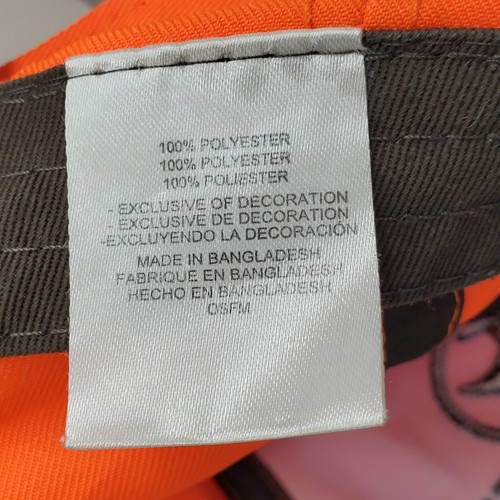 100% POLYESTER
100% POLYESTER
100% POLIESTER
- EXCLUSIVE OF DECORATION
- EXCLUSIVE DE DECORATION
-EXCLUYENDO LA DECORACIÓN
MADE IN BANGLADESH
FABRIQUE EN BANGLADESH
HECHO EN BANGLADESH
OSFM